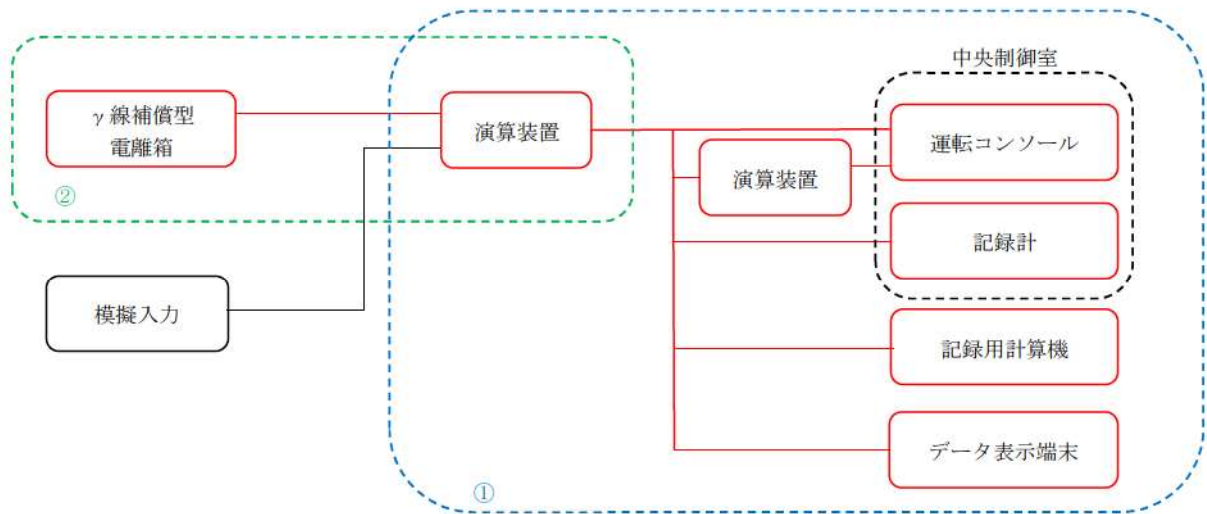 中央制御室
γ線補償型
電離箱
演算装置
運転コンソール
演算装置
②
記録計
模擬入力
記録用計算機
データ表示端末
①